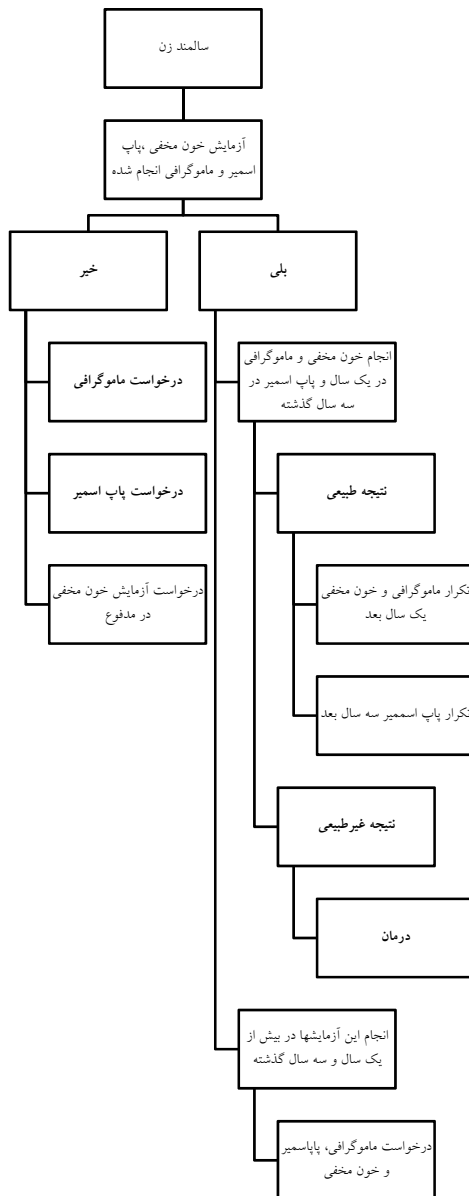 سالمند زن
آزمایش خون مخفی ،پاپ
اسمیر و ماموگرافی انجام شده
خیر
بلی
درخواست ماموگرافی
درخواست پاپ اسمیر
درخواست آزمایش خون مخفی
در مدفوع
انجام خون مخفی و ماموگرافی
در یک سال و پاپ اسمیر در
سه سال گذشته
نتیجه طبیعی
تکرار ماموگرافی و خون مخفی
یک سال بعد
تکرار پاپ اسممیر سه سال بعد
نتیجه غیرطبیعی
درمان
انجام این آزمایشها در بیش از
یک سال و سه سال گذشته
درخواست ماموگرافی، پاپاسمیر
و خون مخفی